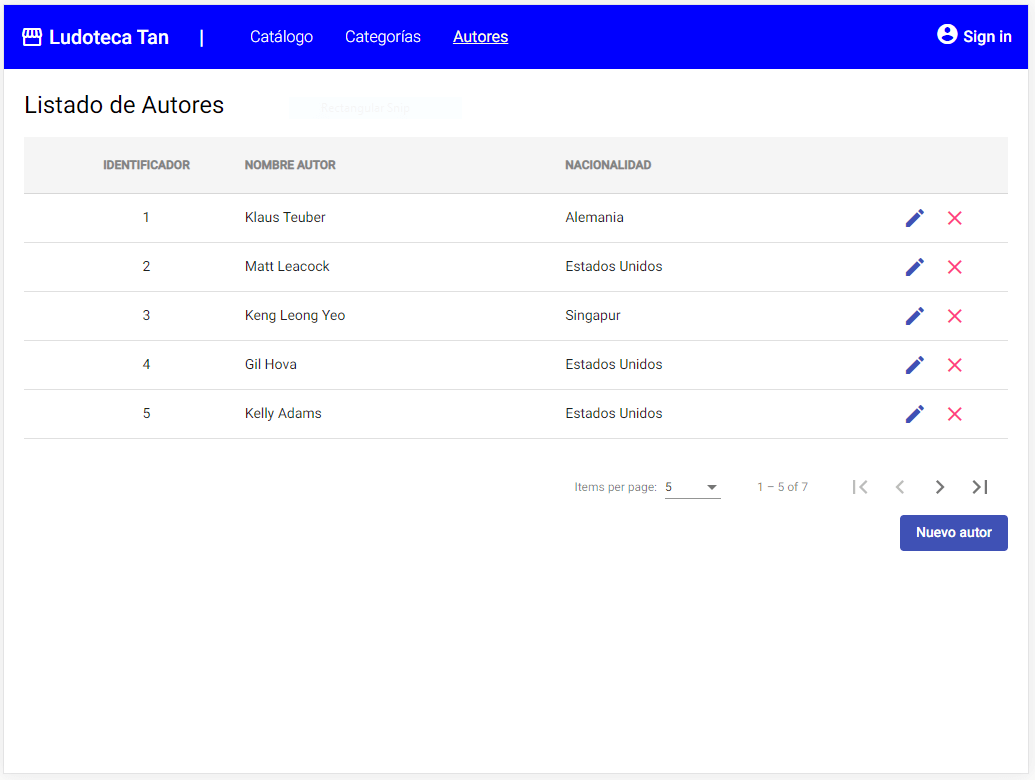 Ludoteca Tan | Catálogo Categorías Autores Sign in
Listado de Autores
IDENTIFICADOR NOMBRE AUTOR NACIONALIDAD
1 Klaus Teuber Alemania
2 Matt Leacock Estados Unidos
3 Keng Leong Yeo Singapur
4 Gil Hova Estados Unidos
5 Kelly Adams Estados Unidos
Items per page: 5 1 – 5 of 7
Nuevo autor